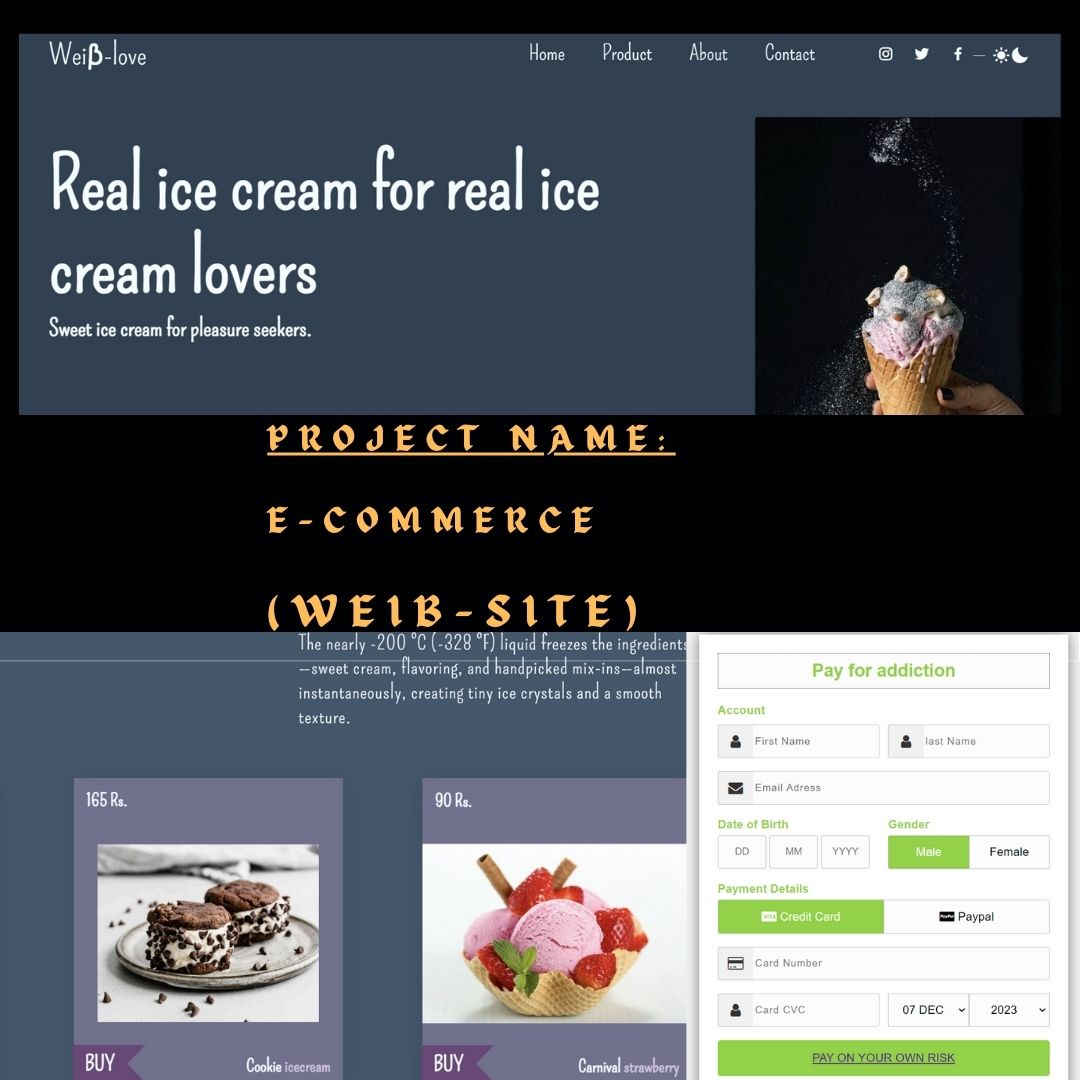 Weiβ-love
Home Product About Contact
Real ice cream for real ice
cream lovers
Sweet ice cream for pleasure seekers.
PROJECT NAME:
E-COMMERCE
(WEIB-SITE)
The nearly -200 °C (-328 °F) liquid freezes the ingredients
—sweet cream, flavoring, and handpicked mix-ins—almost
instantaneously, creating tiny ice crystals and a smooth
texture.
165 Rs.
BUY
Cookie icecream
90 Rs.
BUY
Carnival strawberry
Pay for addiction
Account
First Name
last Name
Email Adress
Date of Birth
Gender
DD MM YYYY
Male Female
Payment Details
VISA Credit Card
PayPal Paypal
Card Number
Card CVC
07 DEC
2023
PAY ON YOUR OWN RISK